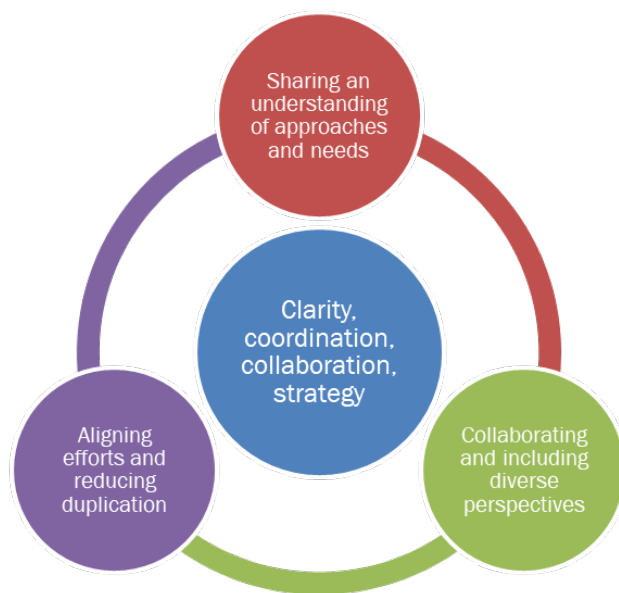 Sharing an
understanding
of approaches
and needs
Clarity,
coordination,
collaboration,
strategy
Aligning
efforts and
reducing
duplication
Collaborating
and including
diverse
perspectives